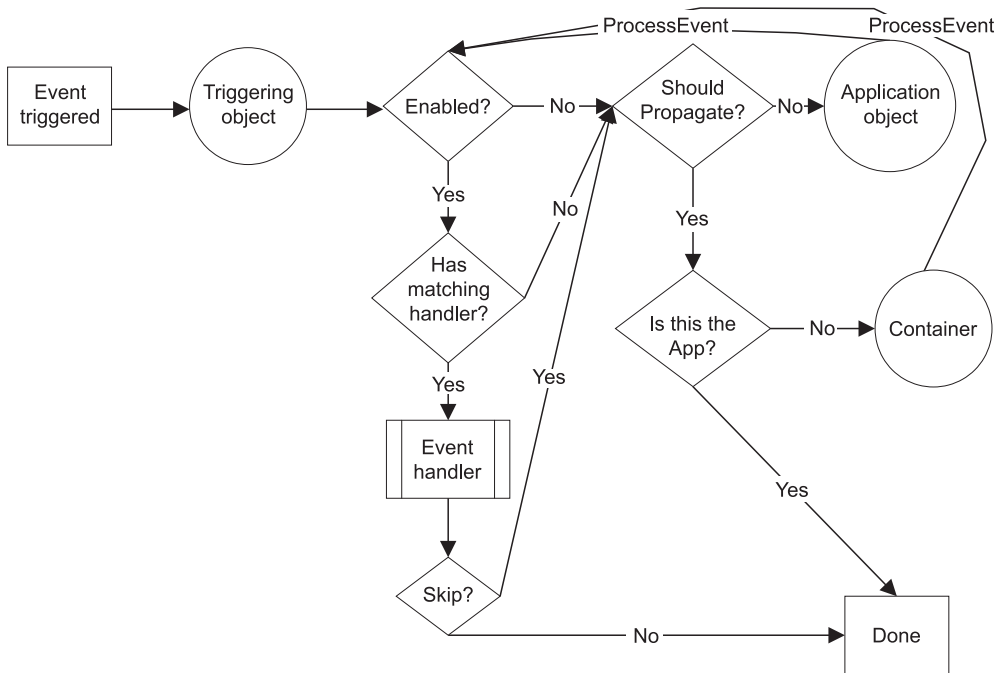 ProcessEvent
ProcessEvent
Event
triggered
Triggering
object
Enabled?
No
Should
Propagate?
No
Application
object
Yes
No
Yes
Has
matching
handler?
Is this the
App?
No
Container
Yes
Yes
Event
handler
Yes
Skip?
No
Done